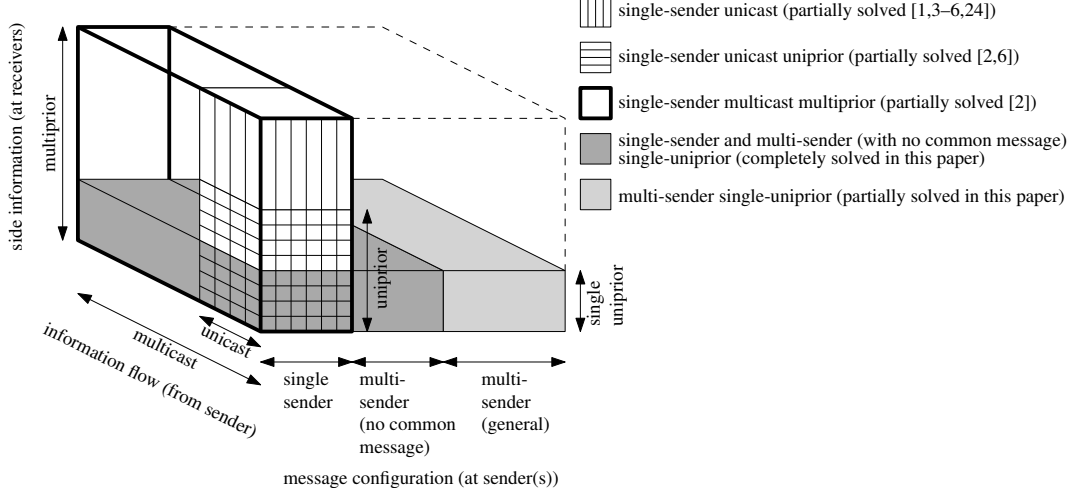 single-sender unicast (partially solved [1,3–6,24])
single-sender unicast uniprior (partially solved [2,6])
single-sender multicast multiprior (partially solved [2])
single-sender and multi-sender (with no common message)
single-uniprior (completely solved in this paper)
multi-sender single-uniprior (partially solved in this paper)
side information (at receivers)
multiprior
uniprior
single
uniprior
unicast
multicast
information flow (from sender)
single
sender
multi-
sender
(no common
message)
multi-
sender
(general)
message configuration (at sender(s))